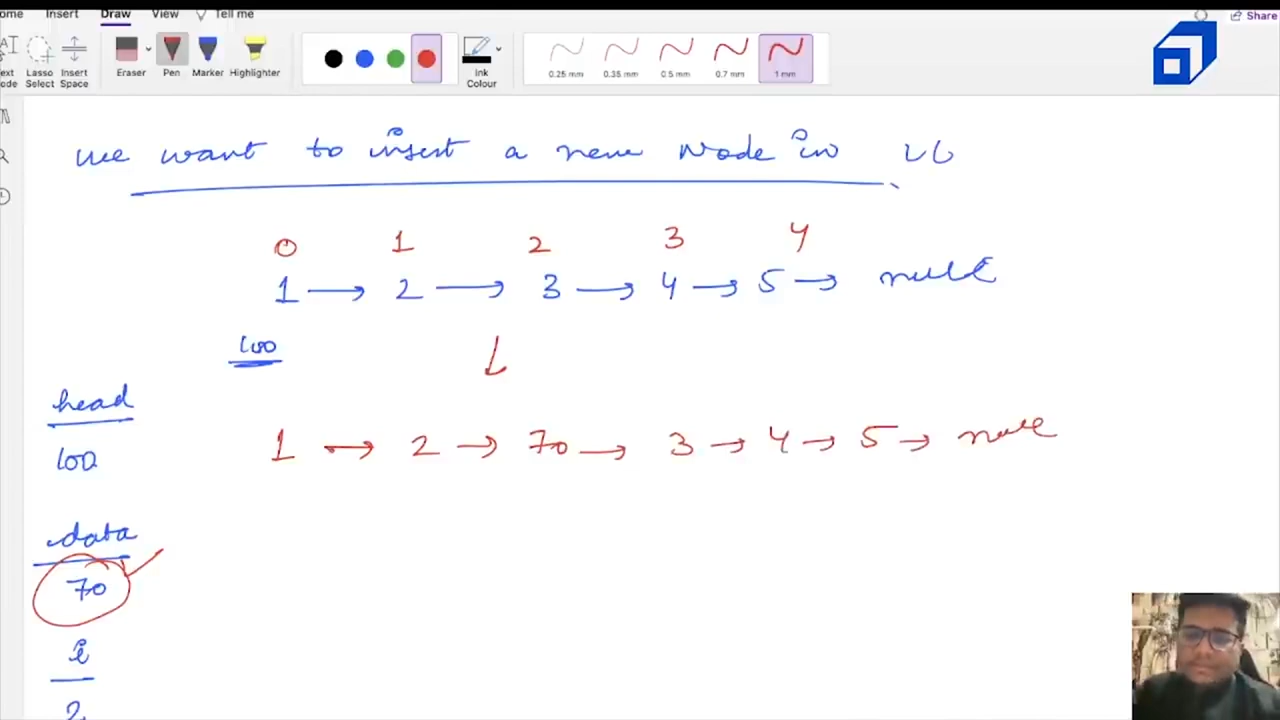 Home Insert Draw View Tell me
Share
Text Mode Lasso Select Insert Space Eraser Pen Marker Highlighter Ink Colour 0.25 mm 0.35 mm 0.5 mm 0.7 mm 1 mm
we want to insert a new Node in LL
0 1 2 3 4
1 → 2 → 3 → 4 → 5 → null
100
head
100
1 → 2 → 70 → 3 → 4 → 5 → null
data
70
i
2